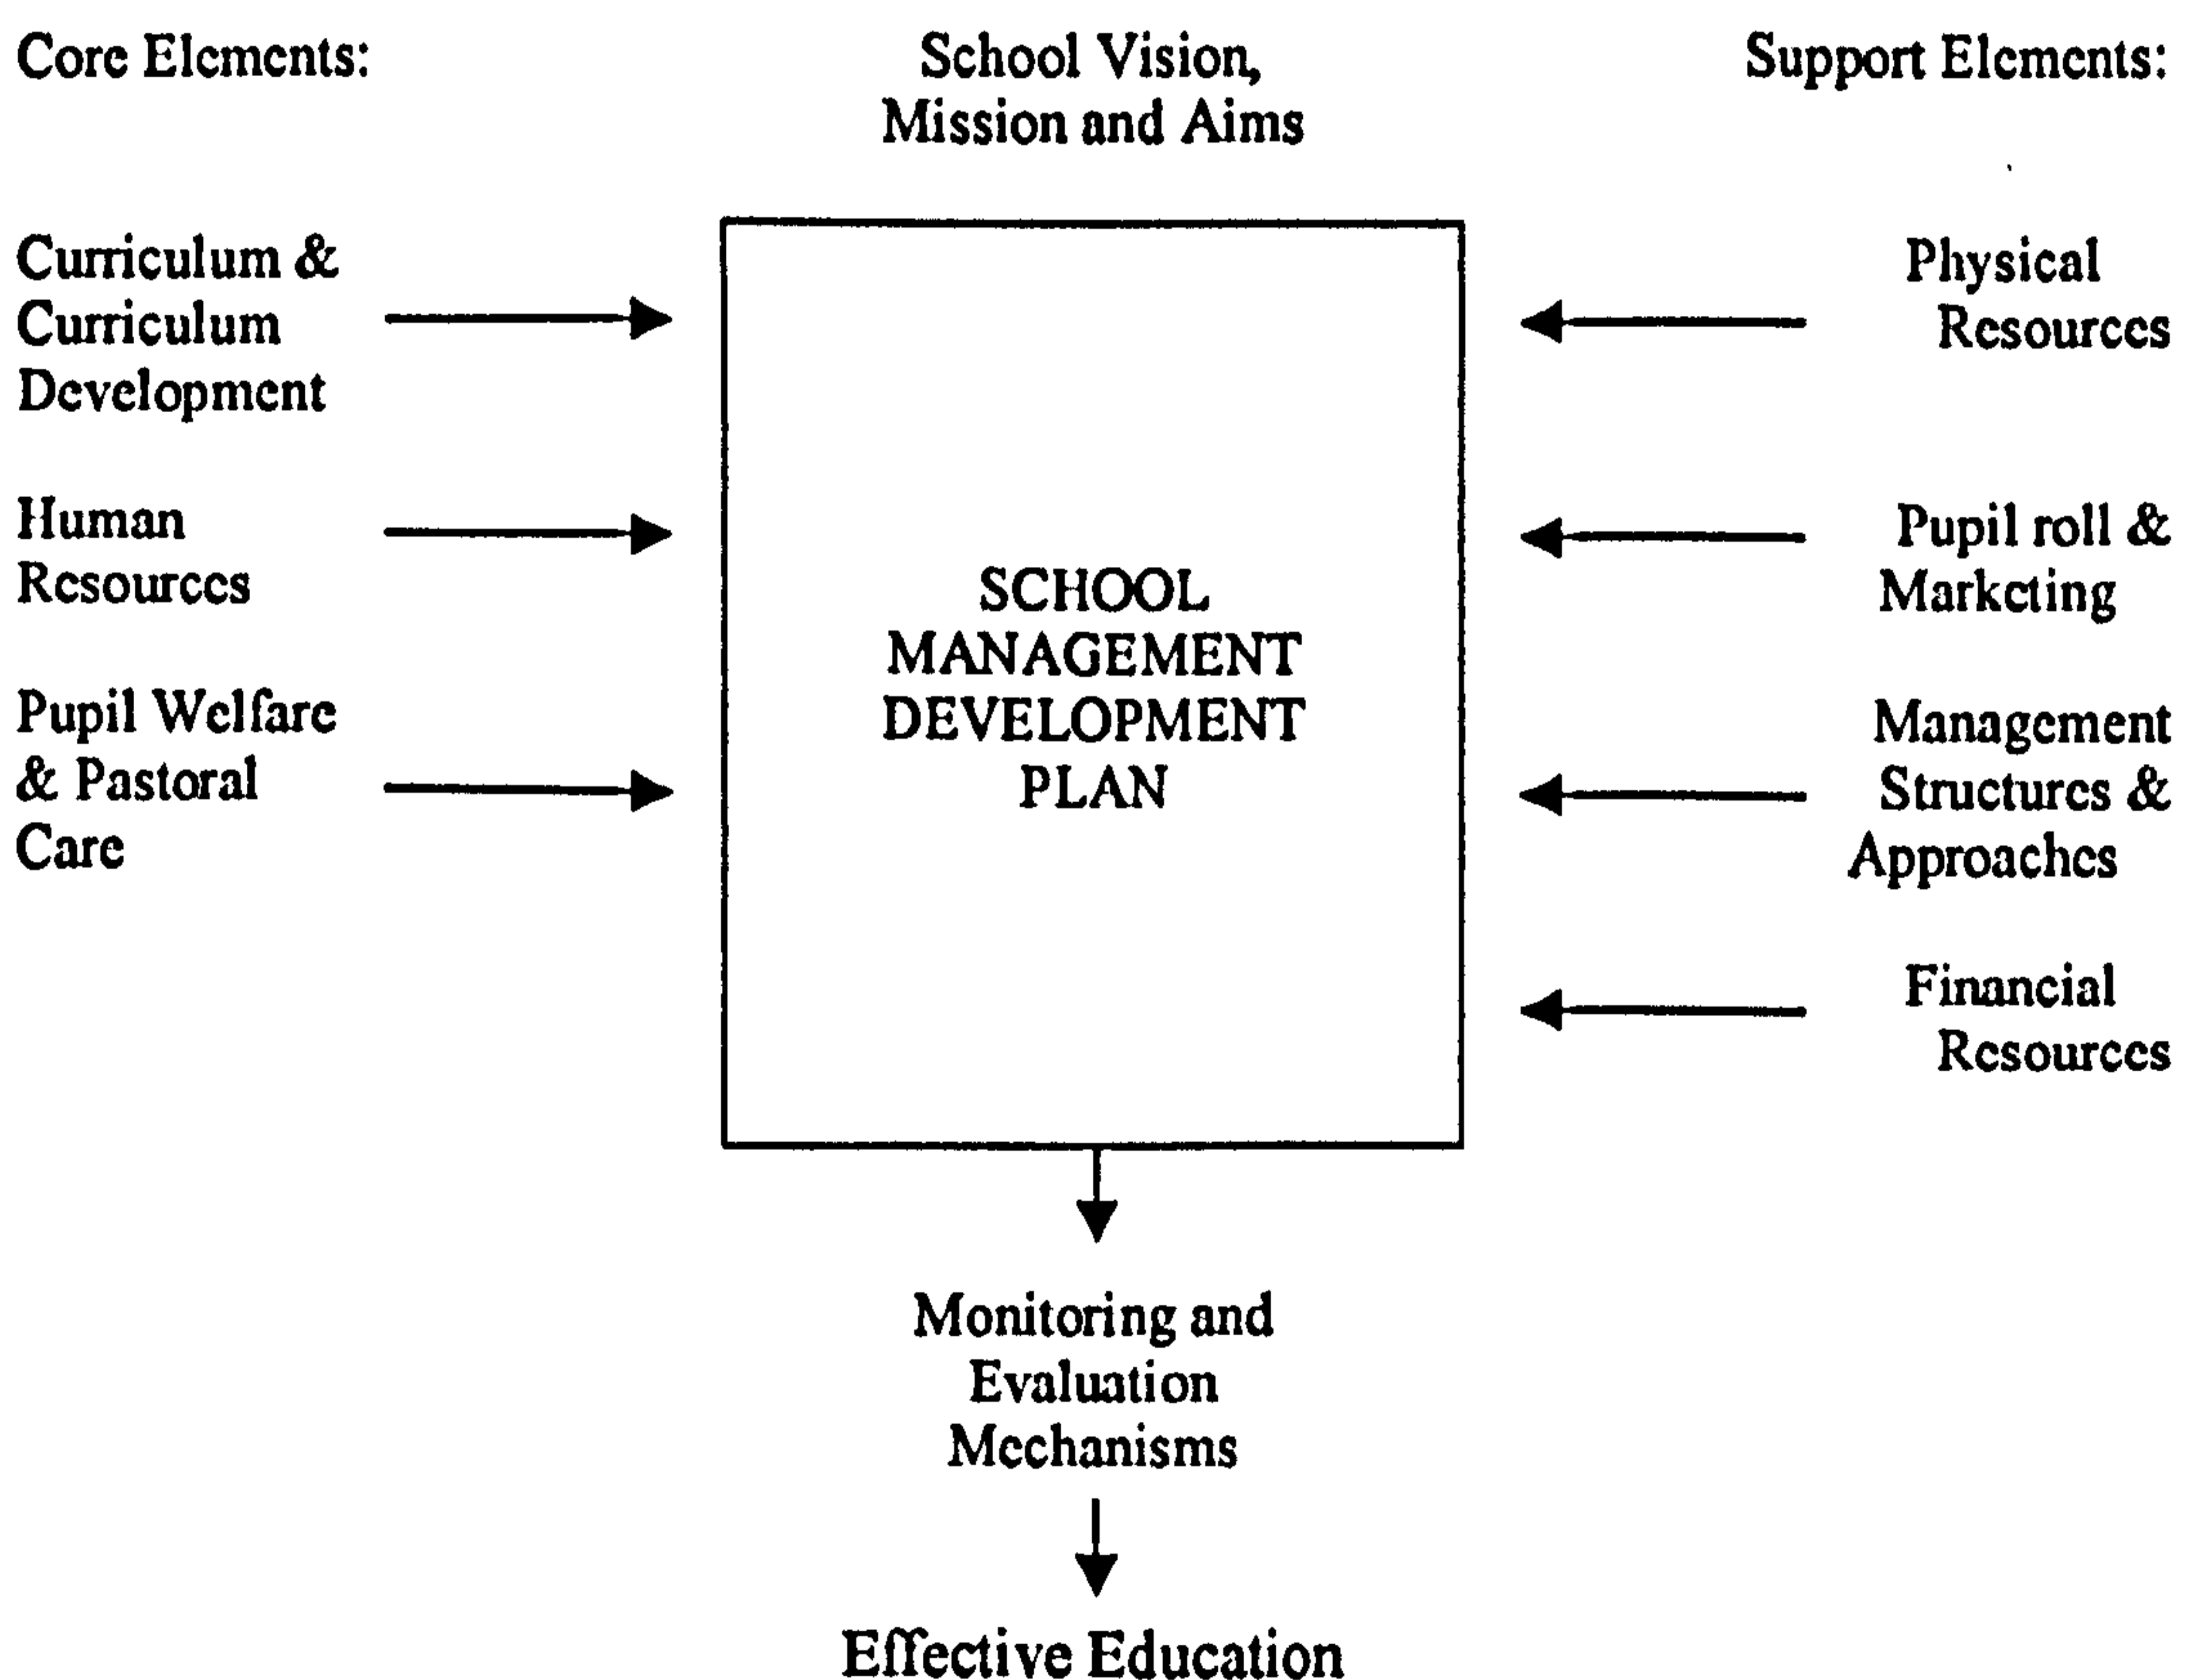 Core Elements:
School Vision,
Mission and Aims
Support Elements:
Curriculum &
Curriculum
Development
Human
Resources
Pupil Welfare
& Pastoral
Care
SCHOOL
MANAGEMENT
DEVELOPMENT
PLAN
Physical
Resources
Pupil roll &
Marketing
Management
Structures &
Approaches
Financial
Resources
Monitoring and
Evaluation
Mechanisms
Effective Education